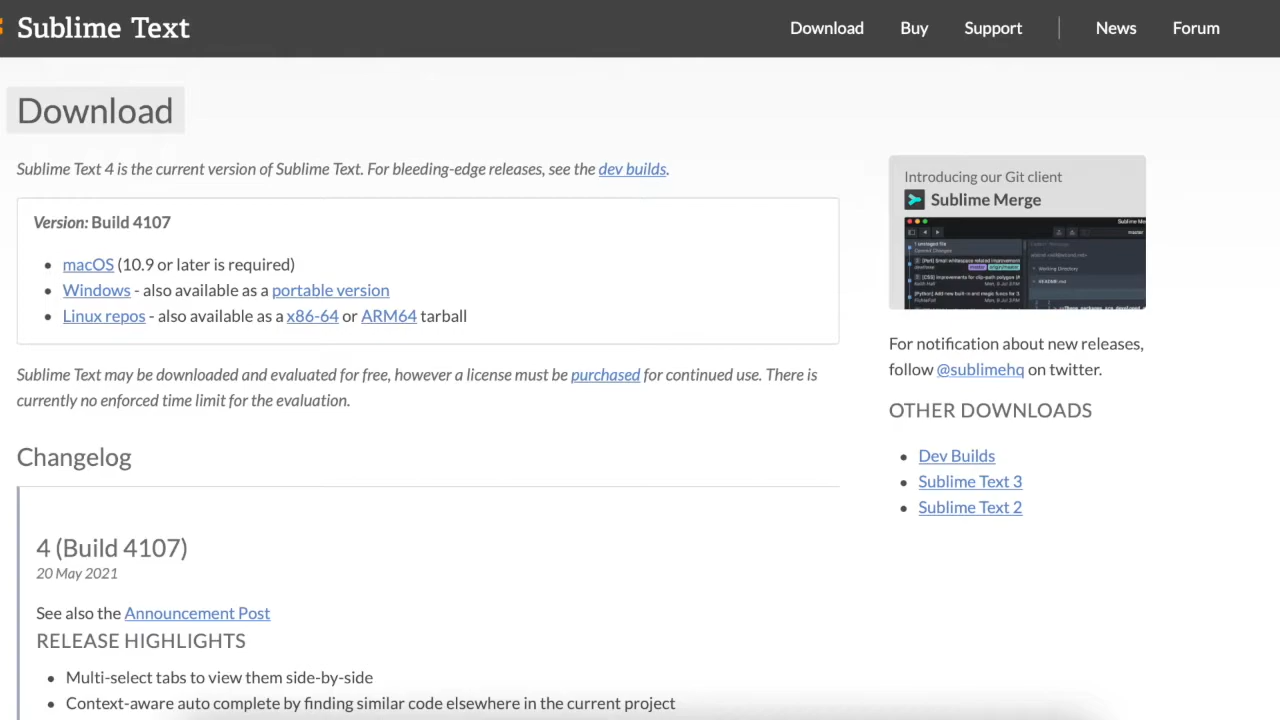 Sublime Text
Download Buy Support News Forum
Download
Sublime Text 4 is the current version of Sublime Text. For bleeding-edge releases, see the dev builds.
Version: Build 4107
• macOS (10.9 or later is required)
• Windows - also available as a portable version
• Linux repos - also available as a x86-64 or ARM64 tarball
Sublime Text may be downloaded and evaluated for free, however a license must be purchased for continued use. There is
currently no enforced time limit for the evaluation.
Changelog
4 (Build 4107)
20 May 2021
See also the Announcement Post
RELEASE HIGHLIGHTS
• Multi-select tabs to view them side-by-side
• Context-aware auto complete by finding similar code elsewhere in the current project
Introducing our Git client
Sublime Merge
master
Working Directory
README.md
For notification about new releases,
follow @sublimehq on twitter.
OTHER DOWNLOADS
• Dev Builds
• Sublime Text 3
• Sublime Text 2